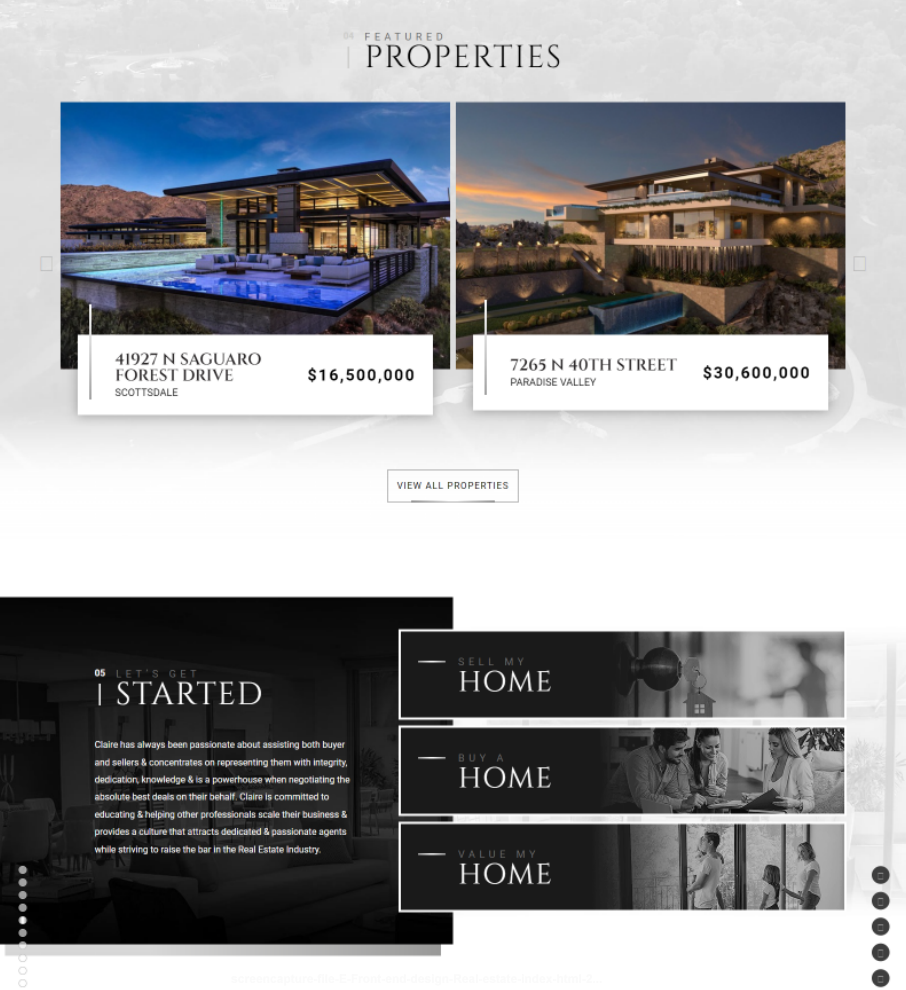 04 FEATURED
PROPERTIES
41927 N SAGUARO
FOREST DRIVE
SCOTTSDALE
$16,500,000
7265 N 40TH STREET
PARADISE VALLEY
$30,600,000
VIEW ALL PROPERTIES
05 LET'S GET
STARTED
Claire has always been passionate about assisting both buyer
and sellers & concentrates on representing them with integrity,
dedication, knowledge & is a powerhouse when negotiating the
absolute best deals on their behalf. Claire is committed to
educating & helping other professionals scale their business &
provides a culture that attracts dedicated & passionate agents
while striving to raise the bar in the Real Estate Industry.
SELL MY
HOME
BUY A
HOME
VALUE MY
HOME